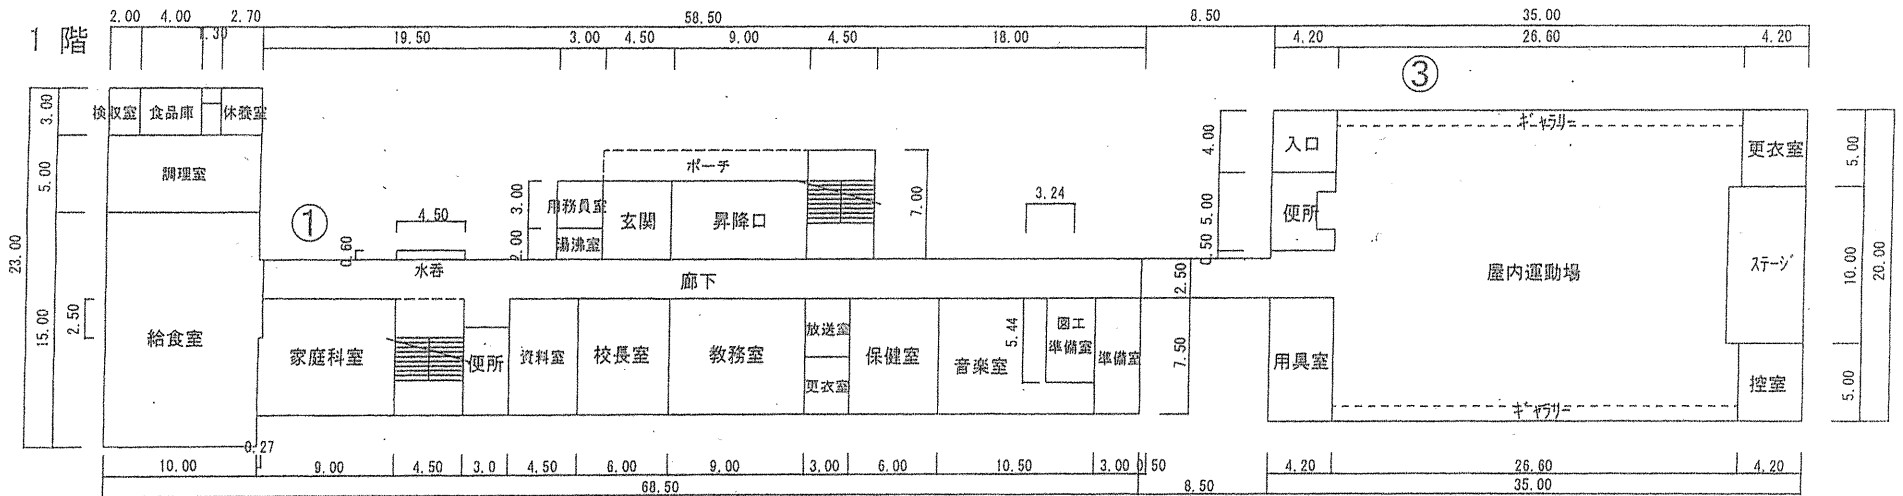 1 階
2.00 4.00 2.70 58.50 8.50 35.00
1.30
19.50 3.00 4.50 9.00 4.50 18.00 4.20 26.60 4.20
③
検収室 食品庫 休養室
3.00
入口 ギャラリー 更衣室
4.00 5.00
調理室
5.00
ポーチ
3.24
用務員室 玄関 昇降口
3.00 7.00
① 4.50
便所
5.00
湯沸室
2.00
0.60
水呑
0.50
屋内運動場 ステージ
10.00 20.00
廊下
2.50
23.00
15.00
2.50
給食室 家庭科室 便所 資料室 校長室 教務室 放送室 保健室 音楽室 5.44 図工 準備室 準備室 7.50 用具室
更衣室
控室
5.00
ギャラリー
0.27
10.00 9.00 4.50 3.0 4.50 6.00 9.00 3.00 6.00 10.50 3.00 0.50 4.20 26.60 4.20
68.50 8.50 35.00